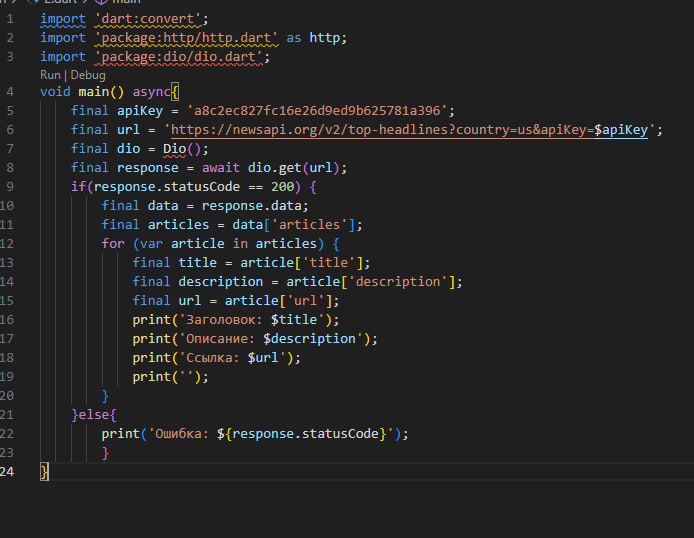 2.dart main
1 import 'dart:convert';
2 import 'package:http/http.dart' as http;
3 import 'package:dio/dio.dart';
Run | Debug
4 void main() async{
5 final apiKey = 'a8c2ec827fc16e26d9ed9b625781a396';
6 final url = 'https://newsapi.org/v2/top-headlines?country=us&apiKey=$apiKey';
7 final dio = Dio();
8 final response = await dio.get(url);
9 if(response.statusCode == 200) {
10 final data = response.data;
11 final articles = data['articles'];
12 for (var article in articles) {
13 final title = article['title'];
14 final description = article['description'];
15 final url = article['url'];
16 print('Заголовок: $title');
17 print('Описание: $description');
18 print('Ссылка: $url');
19 print('');
20 }
21 }else{
22 print('Ошибка: ${response.statusCode}');
23 }
24 }